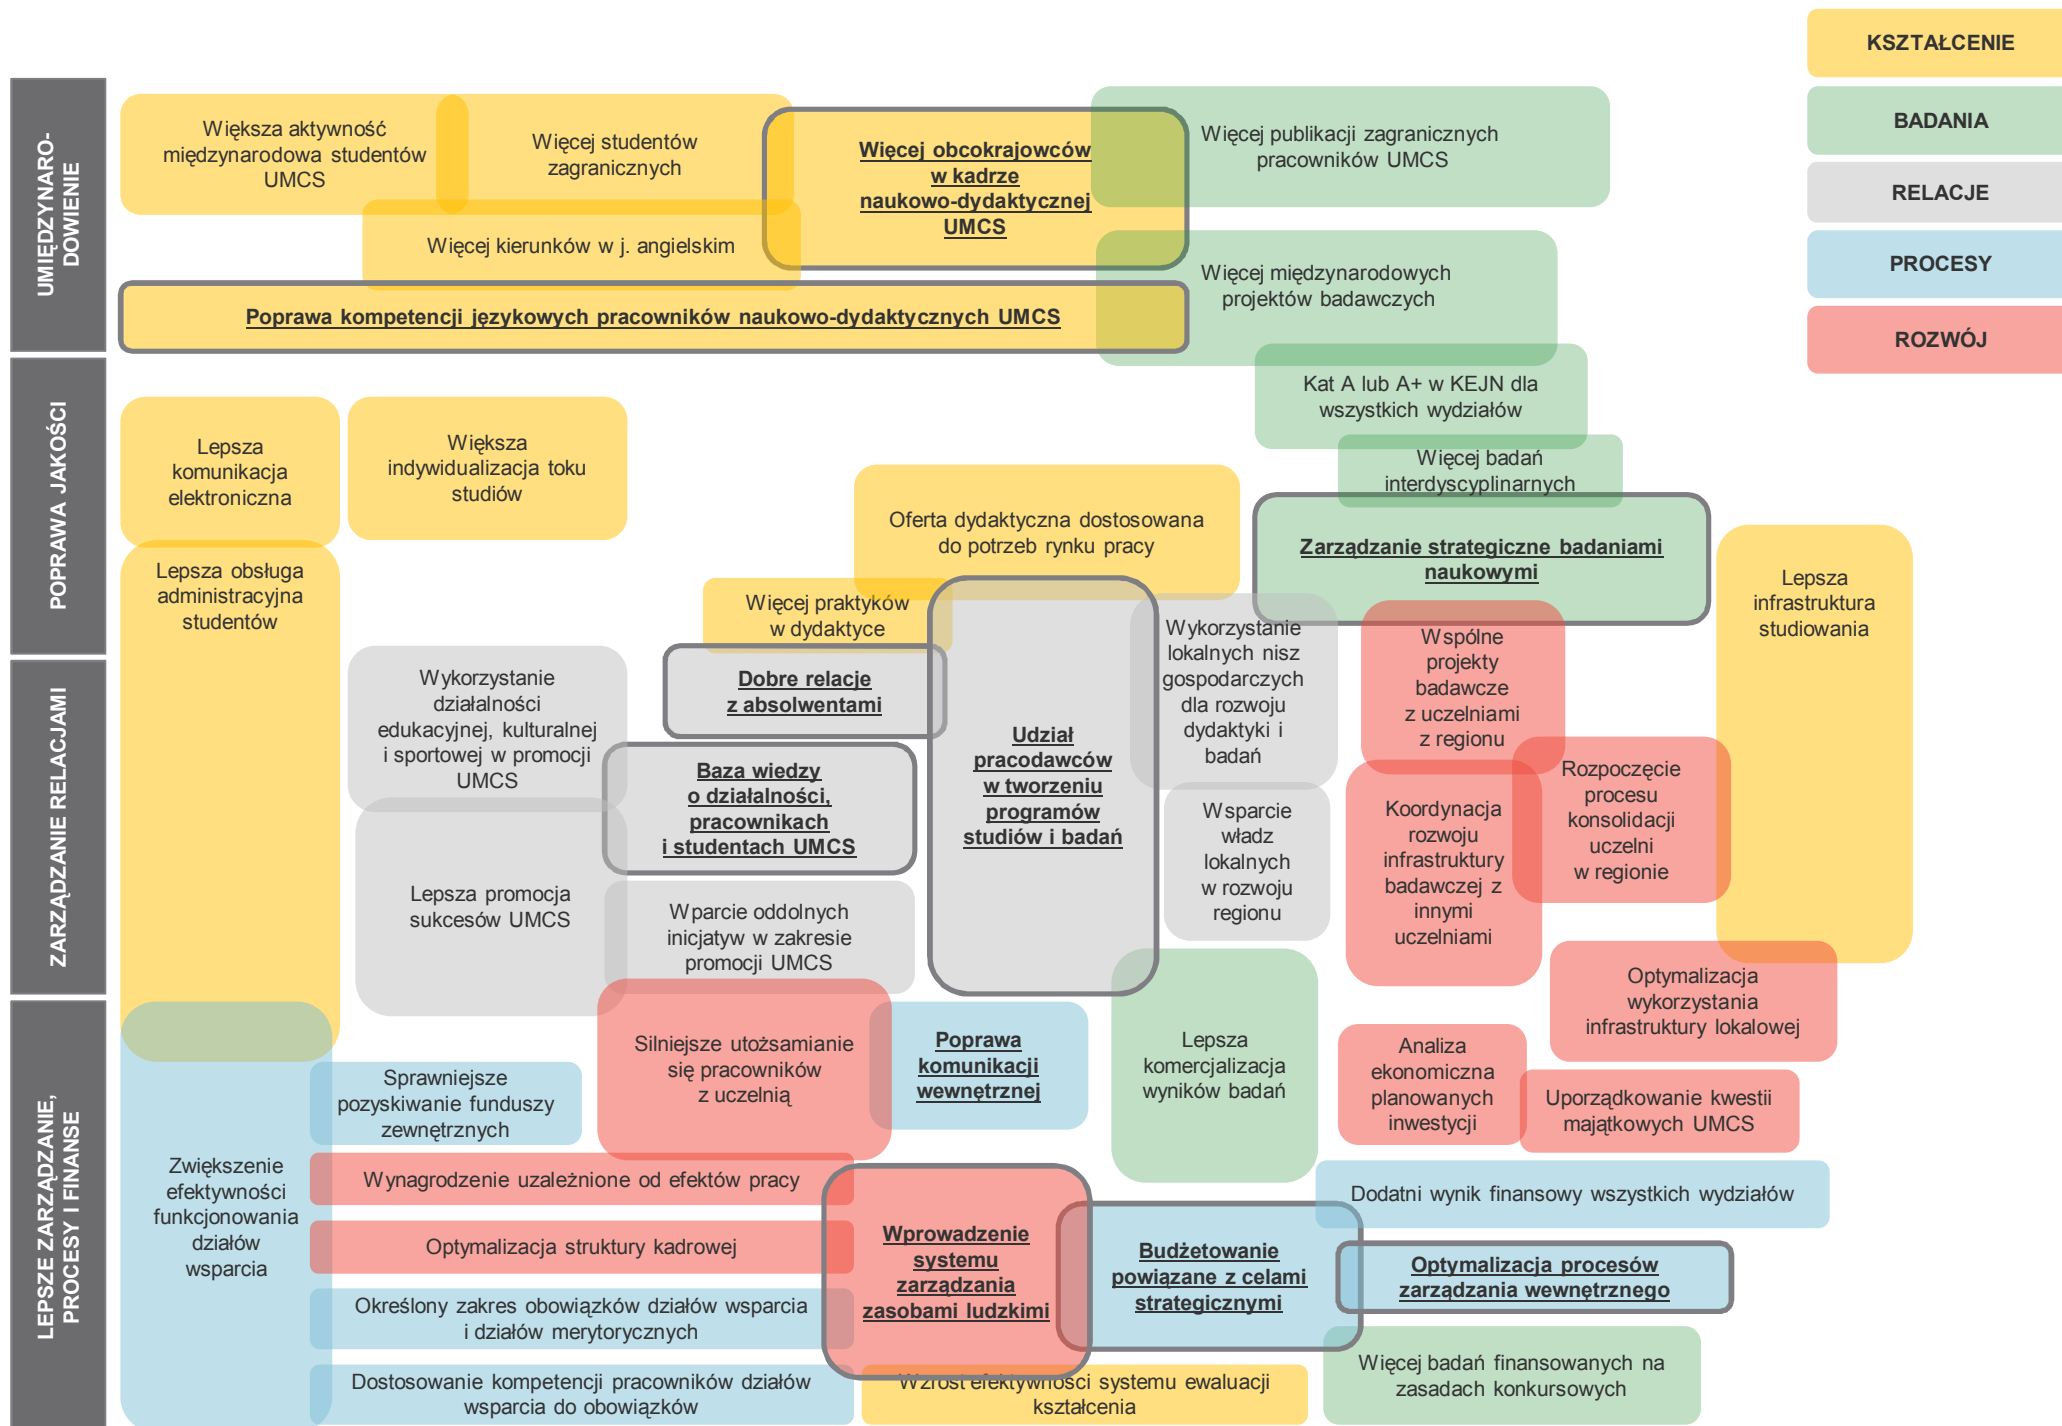 KSZTAŁCENIE
BADANIA
RELACJE
PROCESY
ROZWÓJ
UMIĘDZYNARO-
DOWIENIE
Większa aktywność
międzynarodowa studentów
UMCS
Więcej studentów
zagranicznych
Więcej obcokrajowców
w kadrze
naukowo-dydaktycznej
UMCS
Więcej publikacji zagranicznych
pracowników UMCS
Więcej kierunków w j. angielskim
Więcej międzynarodowych
projektów badawczych
Poprawa kompetencji językowych pracowników naukowo-dydaktycznych UMCS
POPRAWA JAKOŚCI
Kat A lub A+ w KEJN dla
wszystkich wydziałów
Lepsza
komunikacja
elektroniczna
Większa
indywidualizacja toku
studiów
Więcej badań
interdyscyplinarnych
Oferta dydaktyczna dostosowana
do potrzeb rynku pracy
Zarządzanie strategiczne badaniami
naukowymi
Lepsza obsługa
administracyjna
studentów
Lepsza
infrastruktura
studiowania
Więcej praktyków
w dydaktyce
ZARZĄDZANIE RELACJAMI
Wykorzystanie
działalności
edukacyjnej, kulturalnej
i sportowej w promocji
UMCS
Dobre relacje
z absolwentami
Udział
pracodawców
w tworzeniu
programów
studiów i badań
Wykorzystanie
lokalnych nisz
gospodarczych
dla rozwoju
dydaktyki i
badań
Wspólne
projekty
badawcze
z uczelniami
z regionu
Baza wiedzy
o działalności,
pracownikach
i studentach UMCS
Rozpoczęcie
procesu
konsolidacji
uczelni
w regionie
Wsparcie
władz
lokalnych
w rozwoju
regionu
Koordynacja
rozwoju
infrastruktury
badawczej z
innymi
uczelniami
Lepsza promocja
sukcesów UMCS
Wparcie oddolnych
inicjatyw w zakresie
promocji UMCS
Optymalizacja
wykorzystania
infrastruktury lokalowej
LEPSZE ZARZĄDZANIE,
PROCESY I FINANSE
Silniejsze utożsamianie
się pracowników
z uczelnią
Poprawa
komunikacji
wewnętrznej
Lepsza
komercjalizacja
wyników badań
Analiza
ekonomiczna
planowanych
inwestycji
Uporządkowanie kwestii
majątkowych UMCS
Sprawniejsze
pozyskiwanie funduszy
zewnętrznych
Zwiększenie
efektywności
funkcjonowania
działów
wsparcia
Wynagrodzenie uzależnione od efektów pracy
Dodatni wynik finansowy wszystkich wydziałów
Optymalizacja struktury kadrowej
Wprowadzenie
systemu
zarządzania
zasobami ludzkimi
Budżetowanie
powiązane z celami
strategicznymi
Optymalizacja procesów
zarządzania wewnętrznego
Określony zakres obowiązków działów wsparcia
i działów merytorycznych
Dostosowanie kompetencji pracowników działów
wsparcia do obowiązków
Wzrost efektywności systemu ewaluacji
kształcenia
Więcej badań finansowanych na
zasadach konkursowych